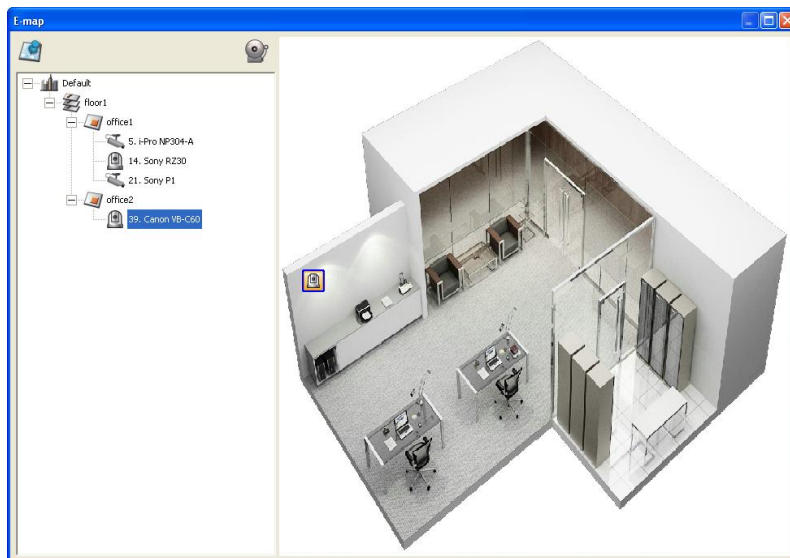 E-map
Default
floor1
office1
5. i-Pro NP304-A
14. Sony RZ30
21. Sony P1
office2
39. Canon VB-C60